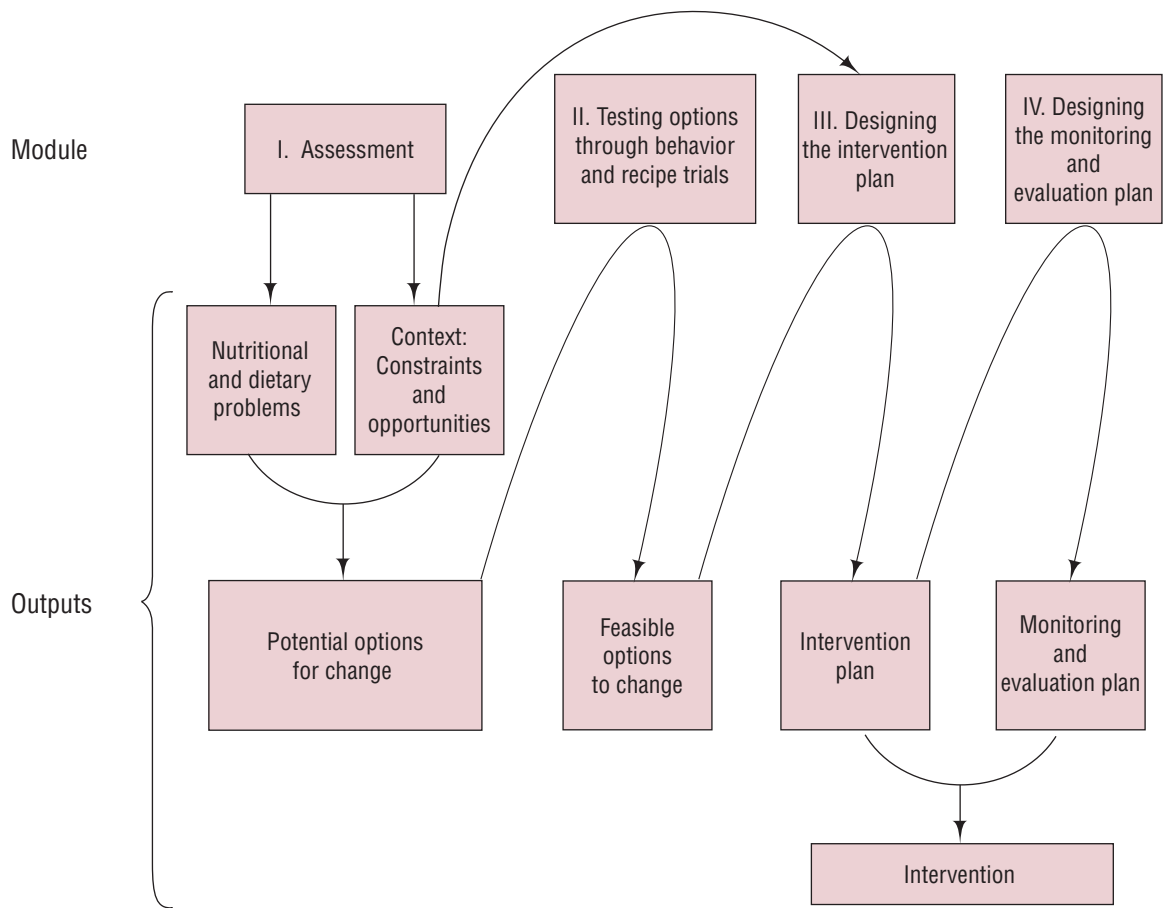 Module
I. Assessment
II. Testing options
through behavior
and recipe trials
III. Designing
the intervention
plan
IV. Designing
the monitoring
and
evaluation plan
Outputs
Nutritional
and dietary
problems
Context:
Constraints
and
opportunities
Potential options
for change
Feasible
options
to change
Intervention
plan
Monitoring
and
evaluation plan
Intervention